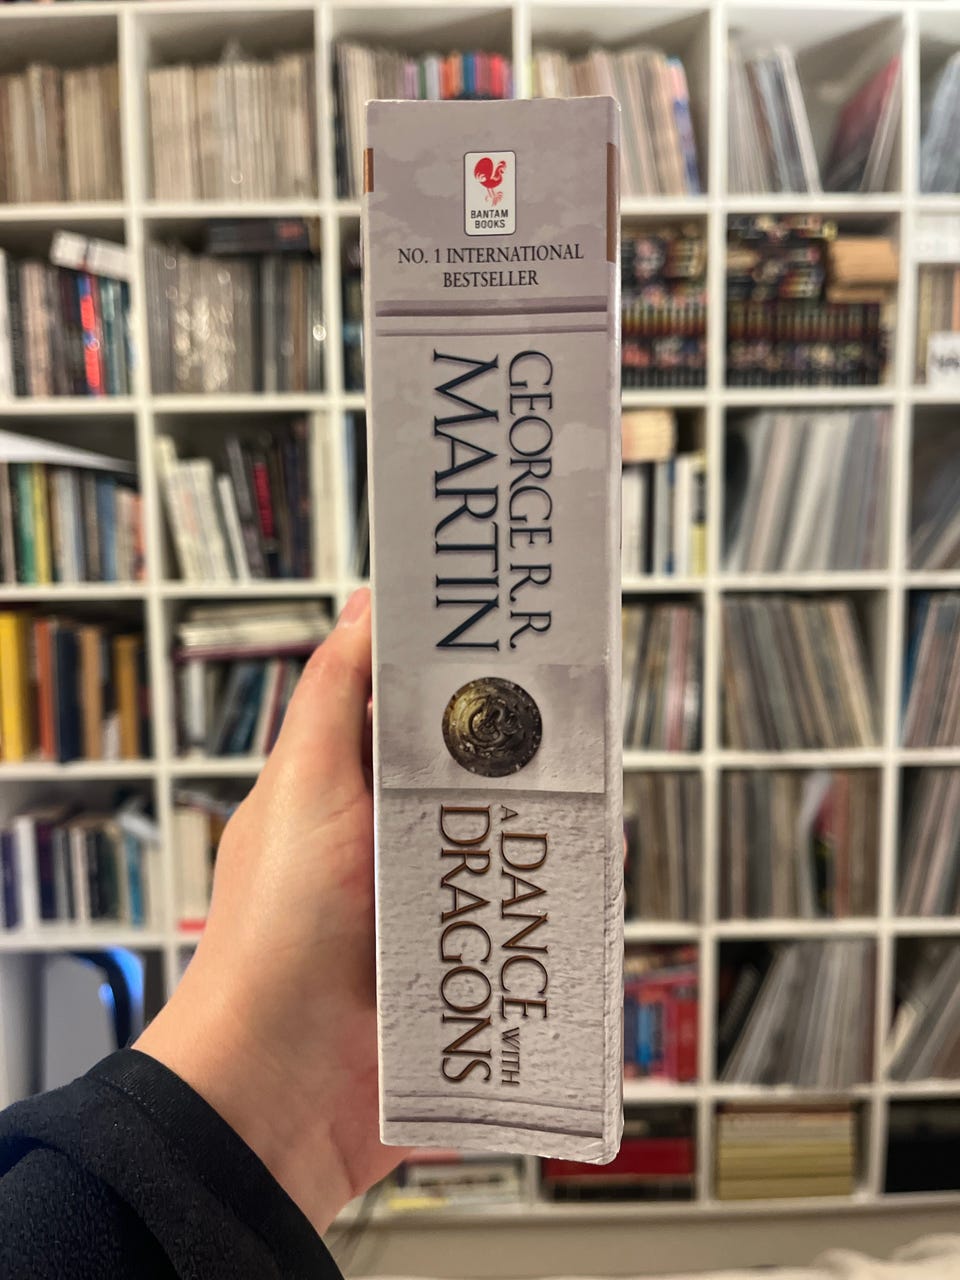 BANTAM
BOOKS
NO. 1 INTERNATIONAL
BESTSELLER
GEORGE R. R.
MARTIN
A DANCE WITH
DRAGONS